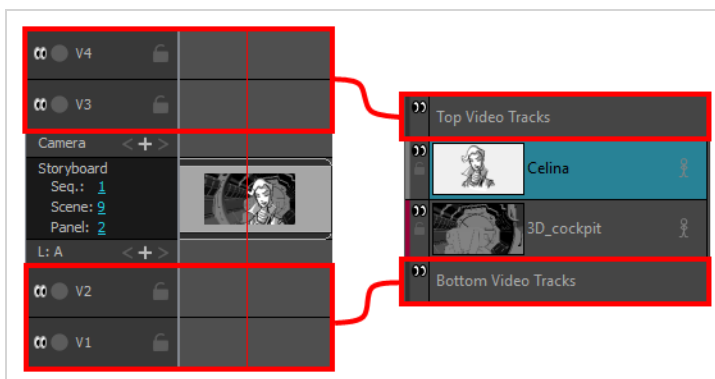 V4
V3
Camera < + >
Storyboard
Seq.: 1
Scene: 9
Panel: 2
L: A < + >
V2
V1
Top Video Tracks
Celina
3D_cockpit
Bottom Video Tracks